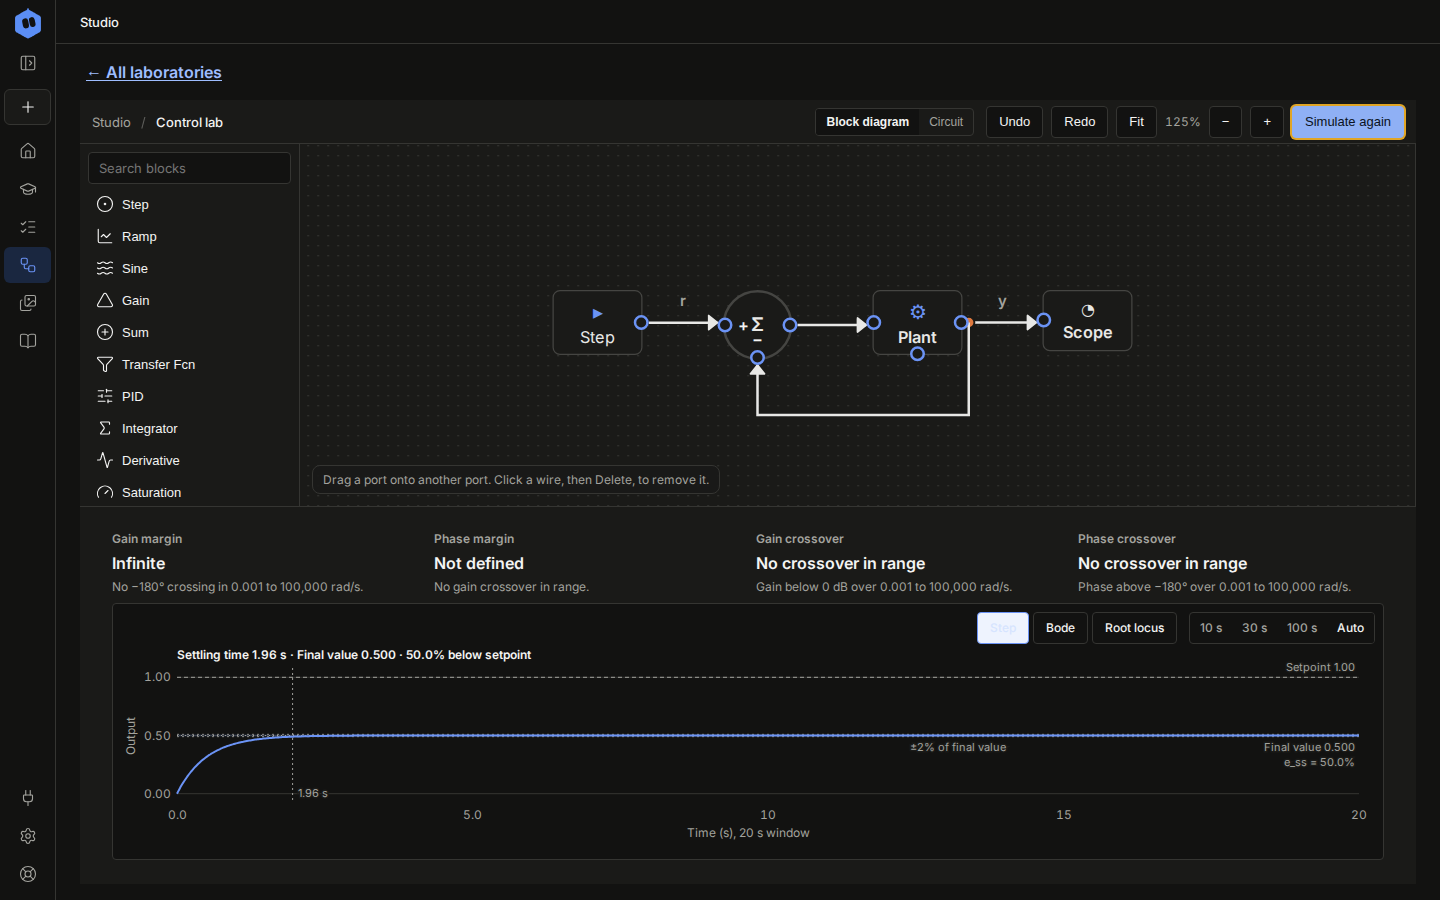 Studio
← All laboratories
Studio / Control lab
Block diagram
Circuit
Undo
Redo
Fit
125%
−
+
Simulate again
Search blocks
Step
Ramp
Sine
Gain
Sum
Transfer Fcn
PID
Integrator
Derivative
Saturation
Step
r
+ Σ
−
Plant
y
Scope
Drag a port onto another port. Click a wire, then Delete, to remove it.
Gain margin
Infinite
No −180° crossing in 0.001 to 100,000 rad/s.
Phase margin
Not defined
No gain crossover in range.
Gain crossover
No crossover in range
Gain below 0 dB over 0.001 to 100,000 rad/s.
Phase crossover
No crossover in range
Phase above −180° over 0.001 to 100,000 rad/s.
Step
Bode
Root locus
10 s
30 s
100 s
Auto
Settling time 1.96 s · Final value 0.500 · 50.0% below setpoint
Setpoint 1.00
1.00
0.50
0.00
Output
±2% of final value
Final value 0.500
e_ss = 50.0%
1.96 s
0.0
5.0
10
15
20
Time (s), 20 s window